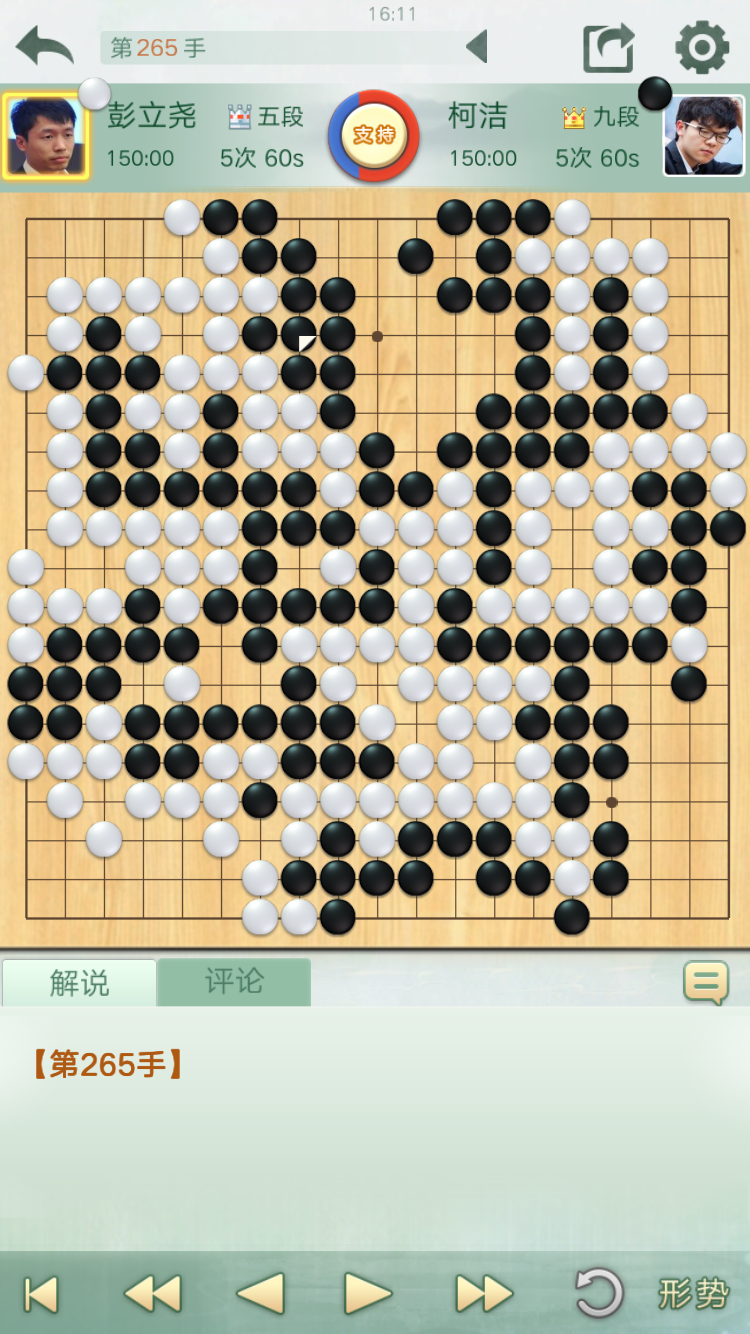 16:11
第265手
彭立尧 五段 支持 柯洁 九段
150:00 5次 60s 150:00 5次 60s
解说 评论
【第265手】
形势